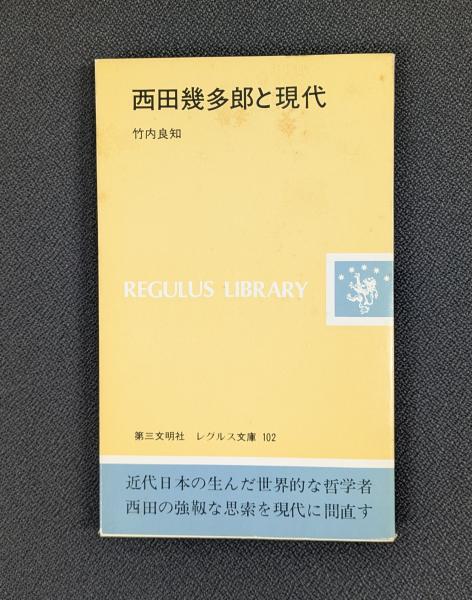 西田幾多郎と現代
竹内良知
REGULUS LIBRARY
第三文明社 レグルス文庫 102
近代日本の生んだ世界的な哲学者
西田の強靱な思索を現代に問直す